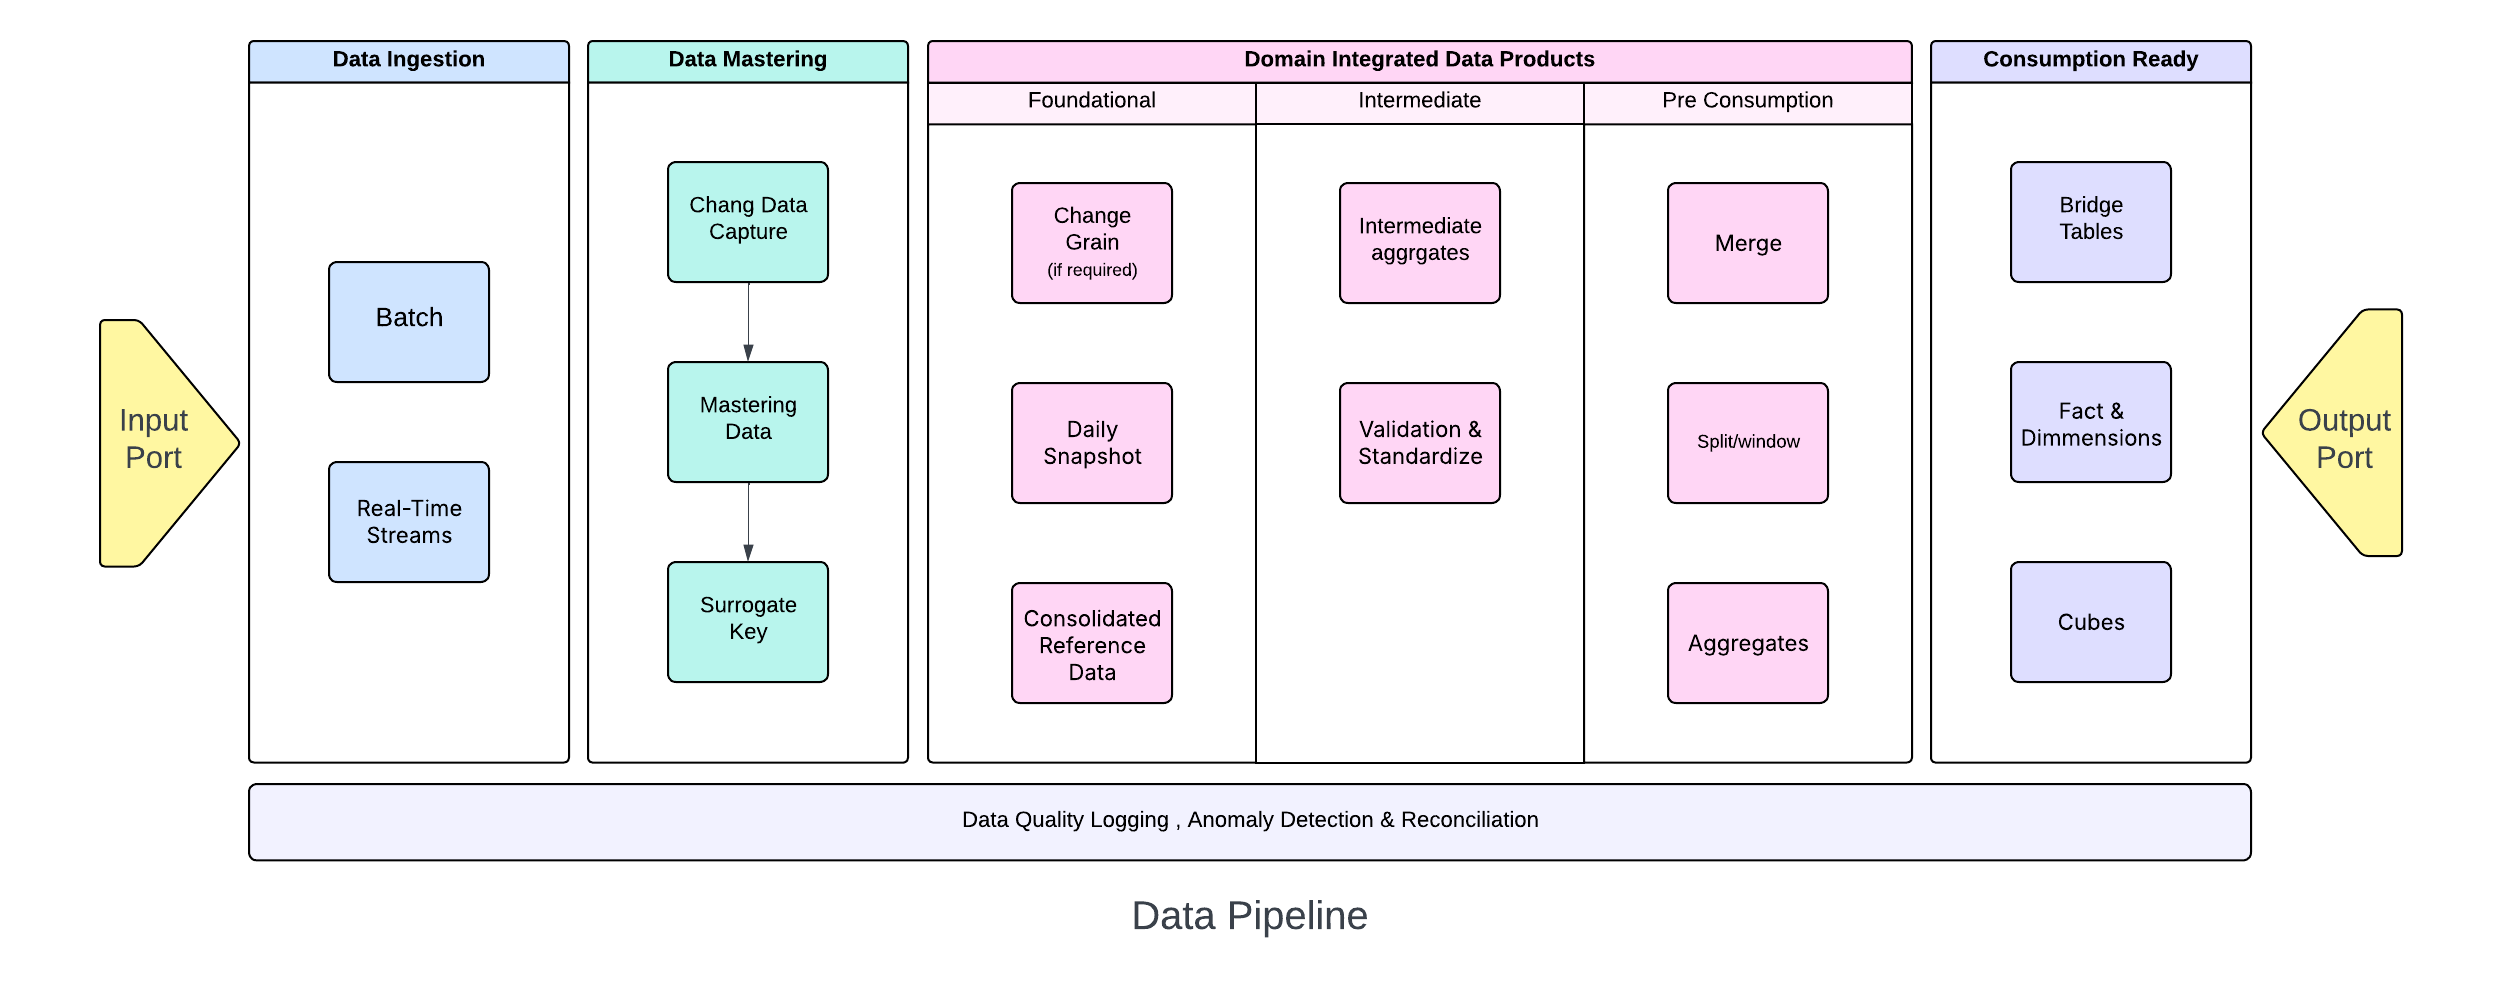 Input
Port
Data Ingestion
Batch
Real-Time
Streams
Data Mastering
Chang Data
Capture
Mastering
Data
Surrogate
Key
Domain Integrated Data Products
Foundational
Change
Grain
(if required)
Daily
Snapshot
Consolidated
Reference
Data
Intermediate
Intermediate
aggrgates
Validation &
Standardize
Pre Consumption
Merge
Split/window
Aggregates
Consumption Ready
Bridge
Tables
Fact &
Dimmensions
Cubes
Output
Port
Data Quality Logging , Anomaly Detection & Reconciliation
Data Pipeline